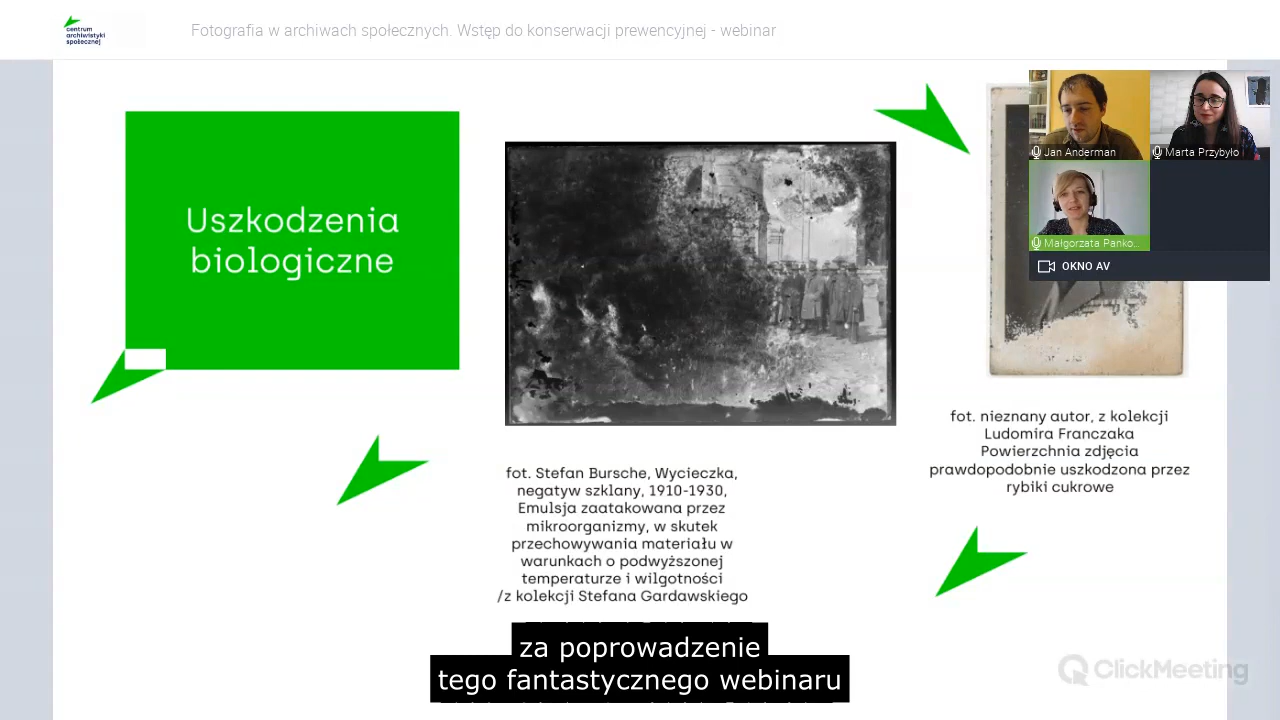 centrum
archiwistyki
społecznej
Fotografia w archiwach społecznych. Wstęp do konserwacji prewencyjnej - webinar
Uszkodzenia
biologiczne
Jan Anderman
Marta Przybyło
Małgorzata Panko...
OKNO AV
fot. nieznany autor, z kolekcji
Ludomira Franczaka
Powierzchnia zdjęcia
prawdopodobnie uszkodzona przez
rybiki cukrowe
fot. Stefan Bursche, Wycieczka,
negatyw szklany, 1910-1930,
Emulsja zaatakowana przez
mikroorganizmy, w skutek
przechowywania materiału w
warunkach o podwyższonej
temperaturze i wilgotności
/z kolekcji Stefana Gardawskiego
za poprowadzenie
tego fantastycznego webinaru
ClickMeeting